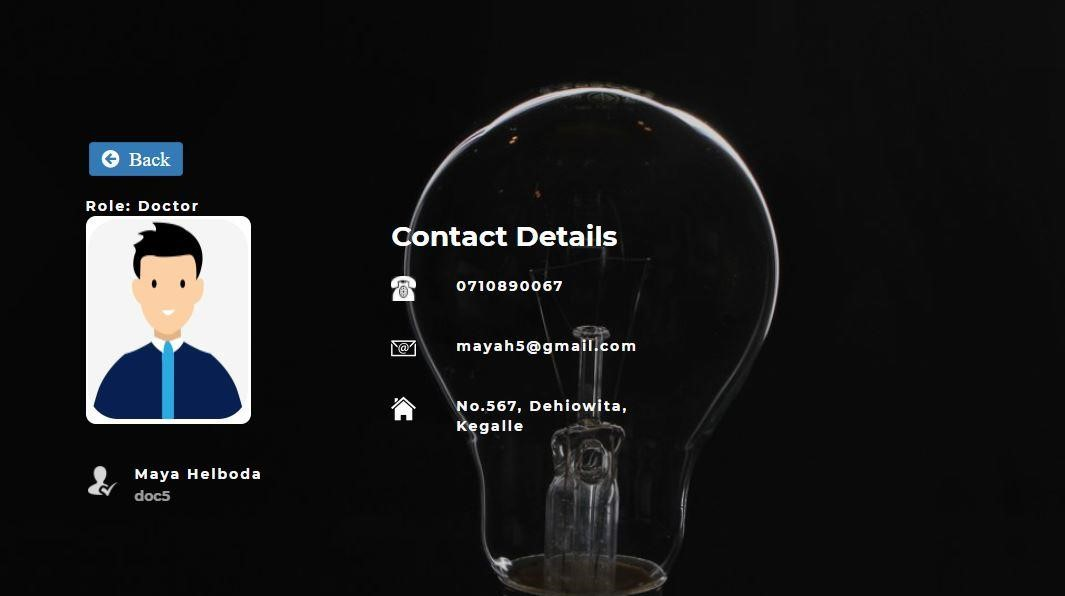 Back
Role: Doctor
Contact Details
0710890067
mayah5@gmail.com
No.567, Dehiowita,
Kegalle
Maya Helboda
doc5